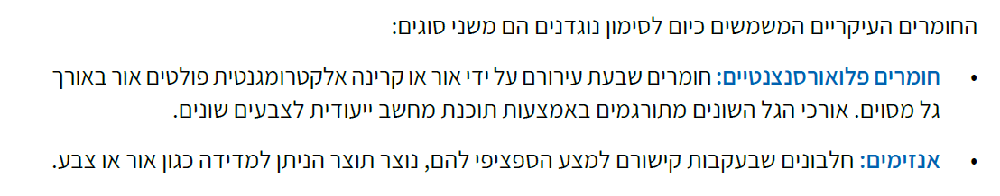 החומרים העיקריים המשמשים כיום לסימון נוגדנים הם משני סוגים:
• חומרים פלואורסנצנטיים: חומרים שבעת עירורם על ידי אור או קרינה אלקטרומגנטית פולטים אור באורך
גל מסוים. אורכי הגל השונים מתורגמים באמצעות תוכנת מחשב ייעודית לצבעים שונים.
• אנזימים: חלבונים שבעקבות קישורם למצע הספציפי להם, נוצר תוצר הניתן למדידה כגון אור או צבע.